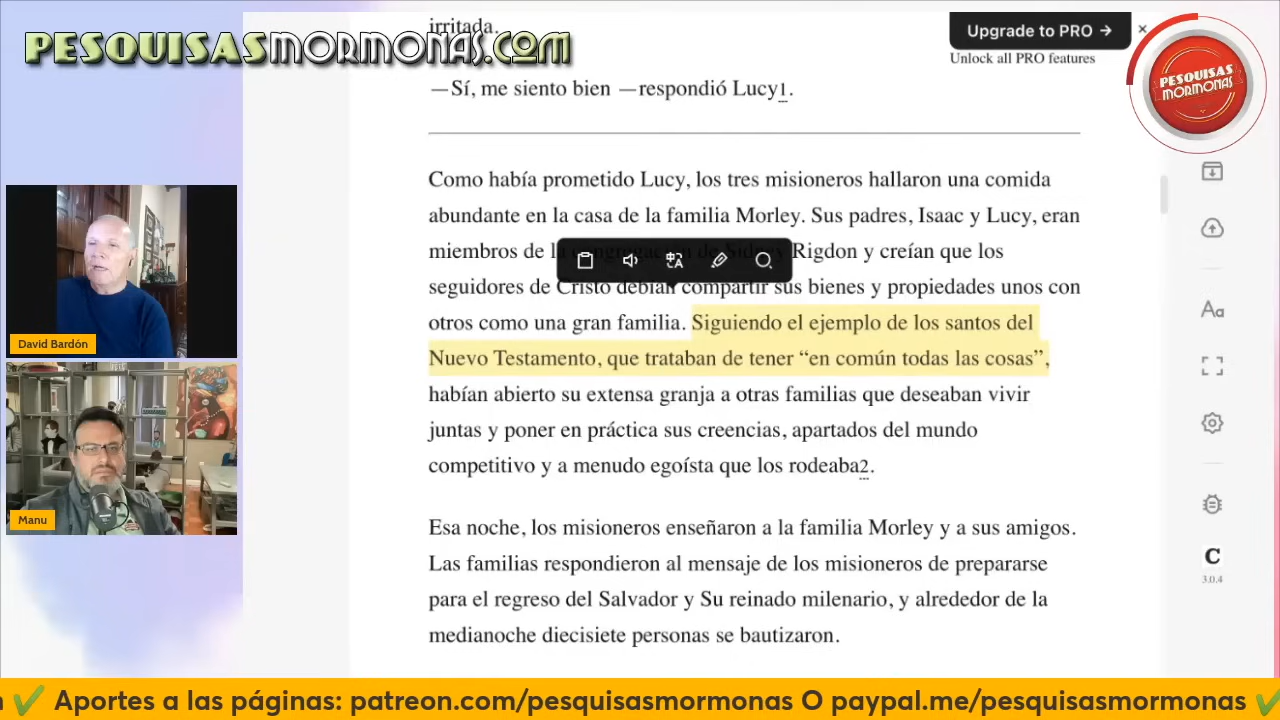 irritada.
PESQUISASMORMONAS.COM
Upgrade to PRO → ×
Unlock all PRO features
PESQUISAS
MORMONAS
—Sí, me siento bien —respondió Lucy1.
Como había prometido Lucy, los tres misioneros hallaron una comida
abundante en la casa de la familia Morley. Sus padres, Isaac y Lucy, eran
miembros de la congregación de Sidney Rigdon y creían que los
seguidores de Cristo debían compartir sus bienes y propiedades unos con
otros como una gran familia. Siguiendo el ejemplo de los santos del
Nuevo Testamento, que trataban de tener “en común todas las cosas”,
habían abierto su extensa granja a otras familias que deseaban vivir
juntas y poner en práctica sus creencias, apartados del mundo
competitivo y a menudo egoísta que los rodeaba2.
Esa noche, los misioneros enseñaron a la familia Morley y a sus amigos.
Las familias respondieron al mensaje de los misioneros de prepararse
para el regreso del Salvador y Su reinado milenario, y alrededor de la
medianoche diecisiete personas se bautizaron.
David Bardón
Manu
Aa
C
3.0.4
✔ Aportes a las páginas: patreon.com/pesquisasmormonas O paypal.me/pesquisasmormonas ✔